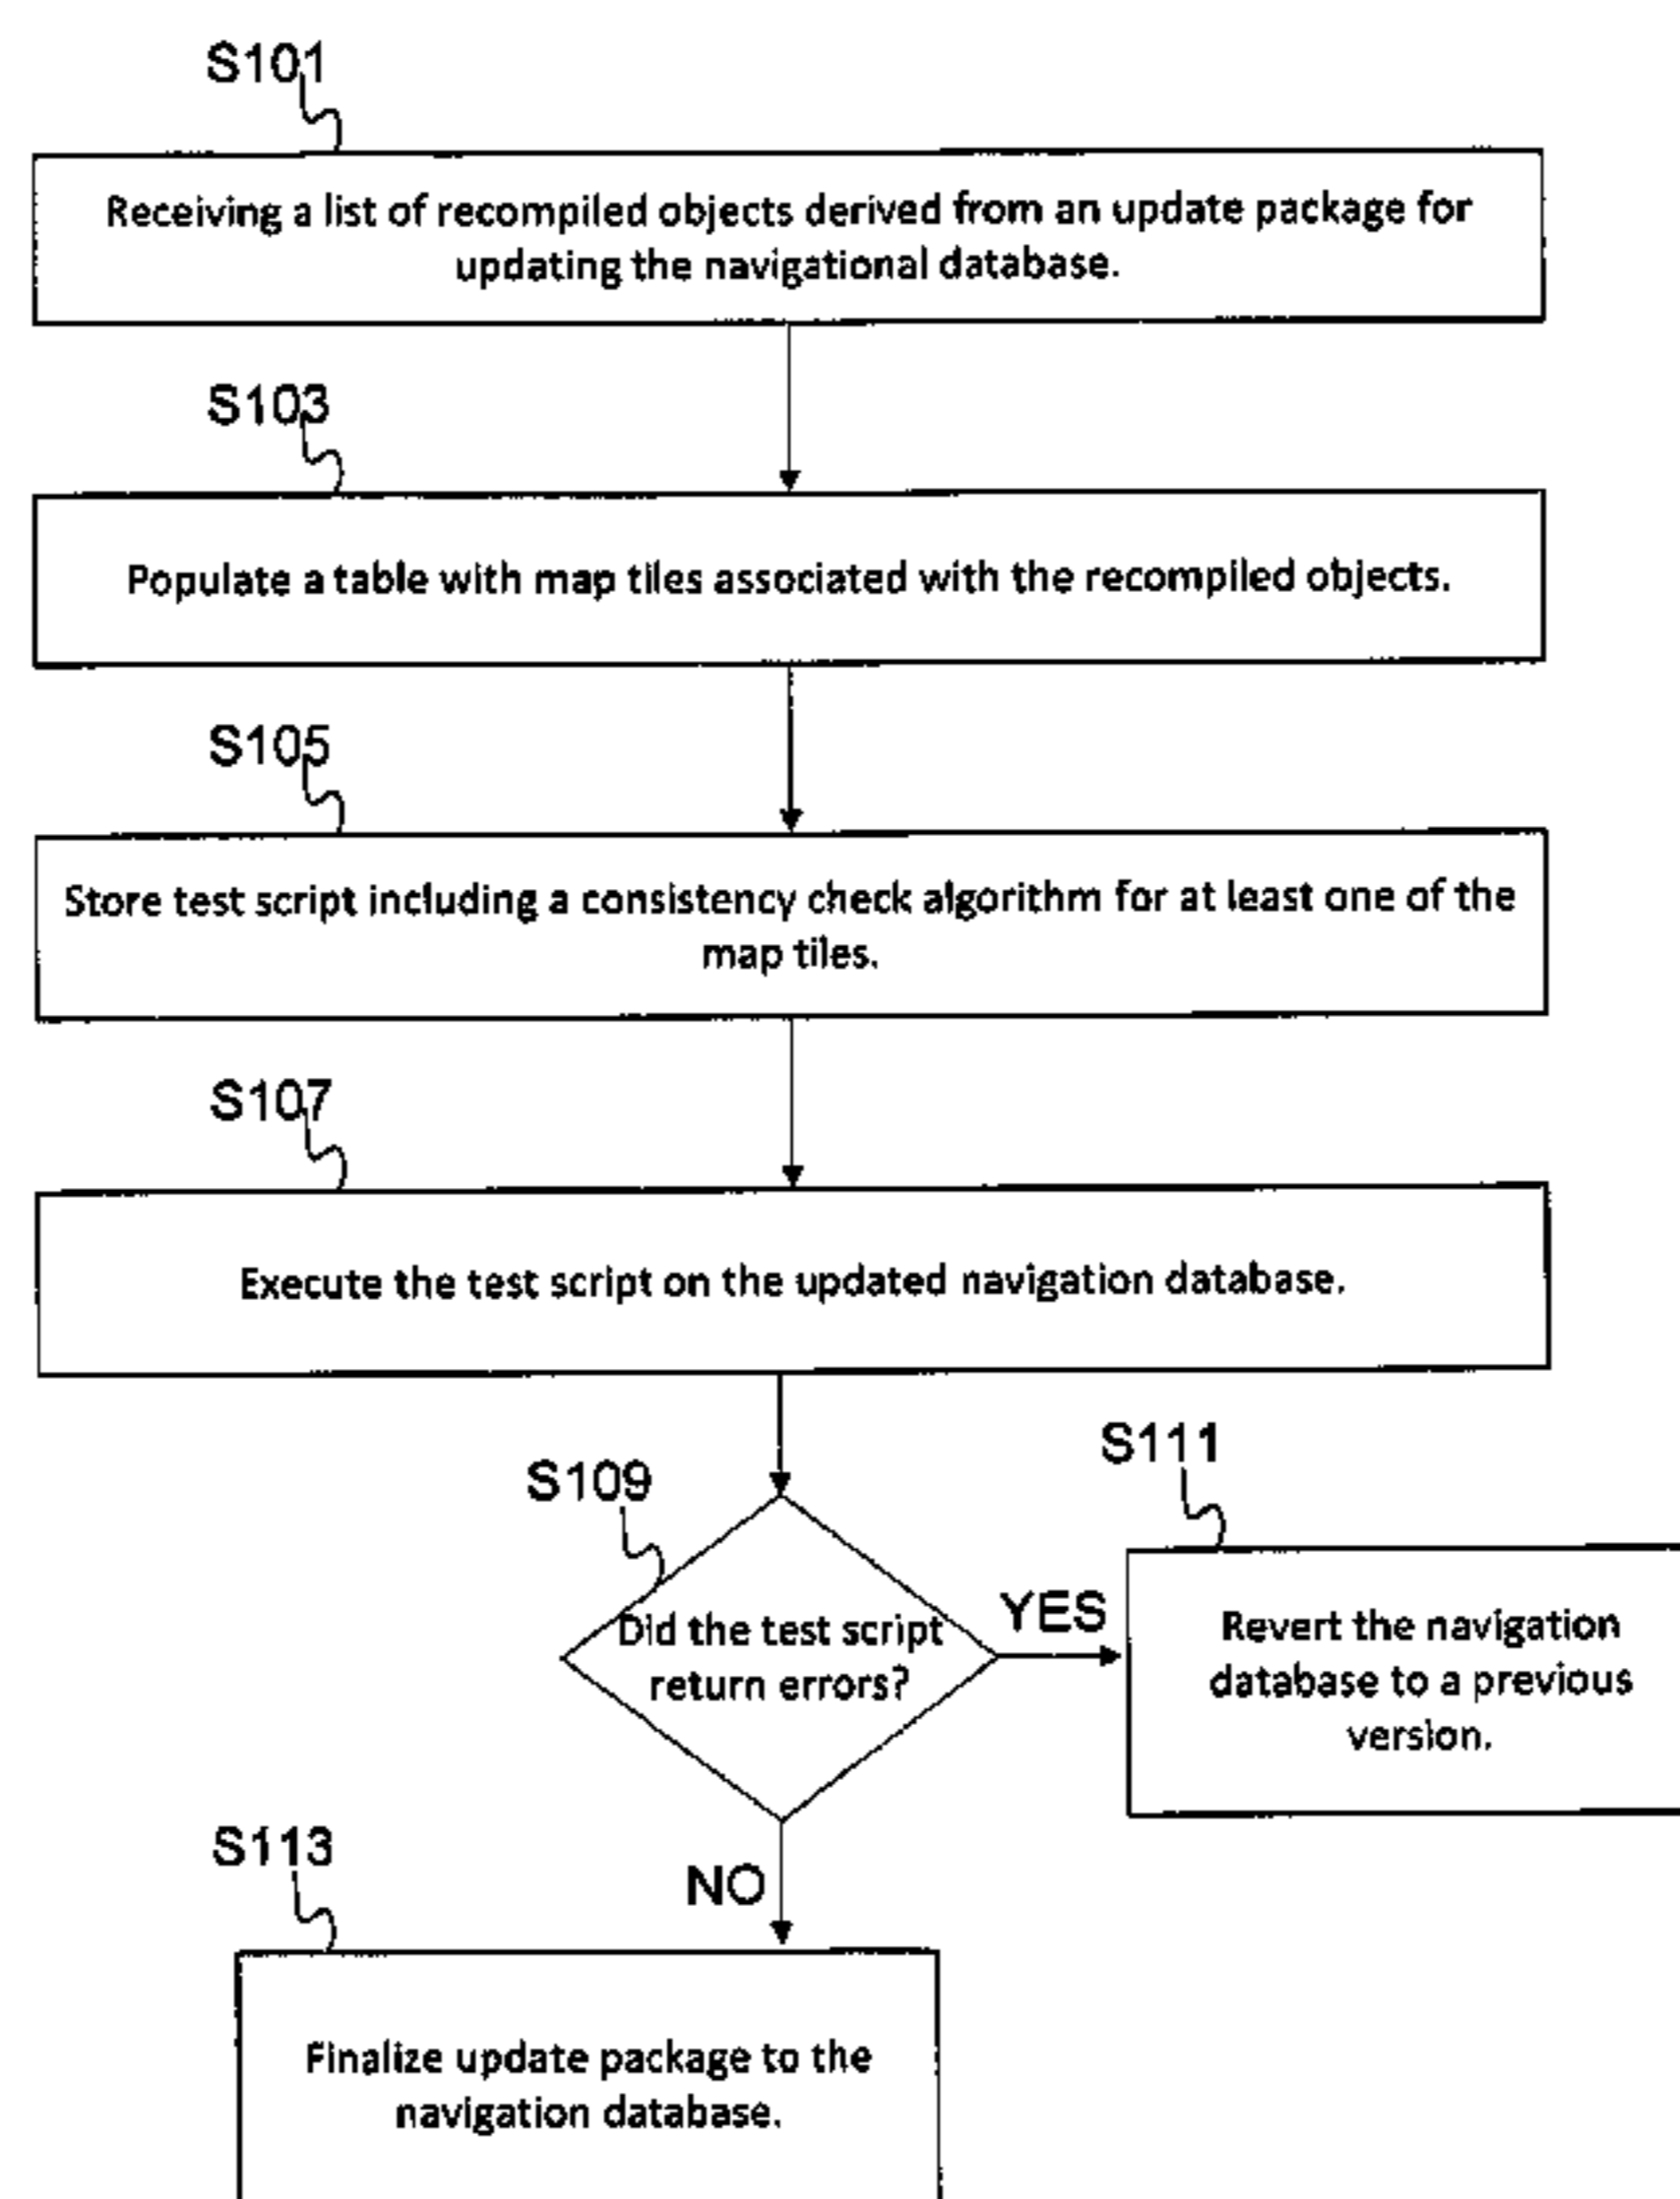 S101
Receiving a list of recompiled objects derived from an update package for
updating the navigational database.
S103
Populate a table with map tiles associated with the recompiled objects.
S105
Store test script including a consistency check algorithm for at least one of the
map tiles.
S107
Execute the test script on the updated navigation database.
S109
Did the test script
return errors?
YES
S111
Revert the navigation
database to a previous
version.
NO
S113
Finalize update package to the
navigation database.